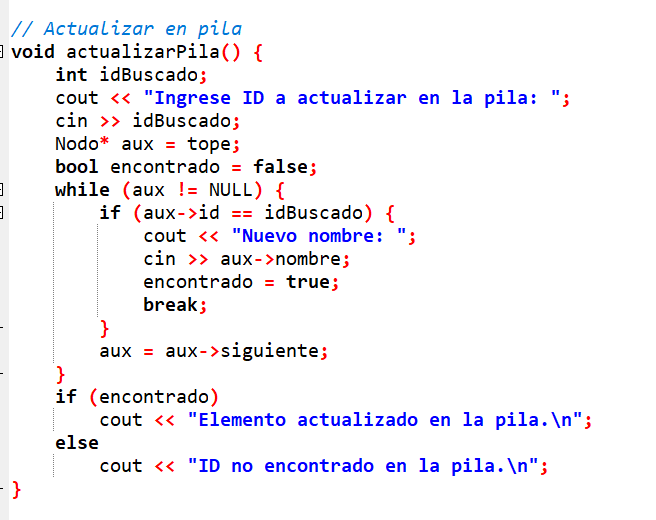 // Actualizar en pila
void actualizarPila() {
    int idBuscado;
    cout << "Ingrese ID a actualizar en la pila: ";
    cin >> idBuscado;
    Nodo* aux = tope;
    bool encontrado = false;
    while (aux != NULL) {
        if (aux->id == idBuscado) {
            cout << "Nuevo nombre: ";
            cin >> aux->nombre;
            encontrado = true;
            break;
        }
        aux = aux->siguiente;
    }
    if (encontrado)
        cout << "Elemento actualizado en la pila.\n";
    else
        cout << "ID no encontrado en la pila.\n";
}